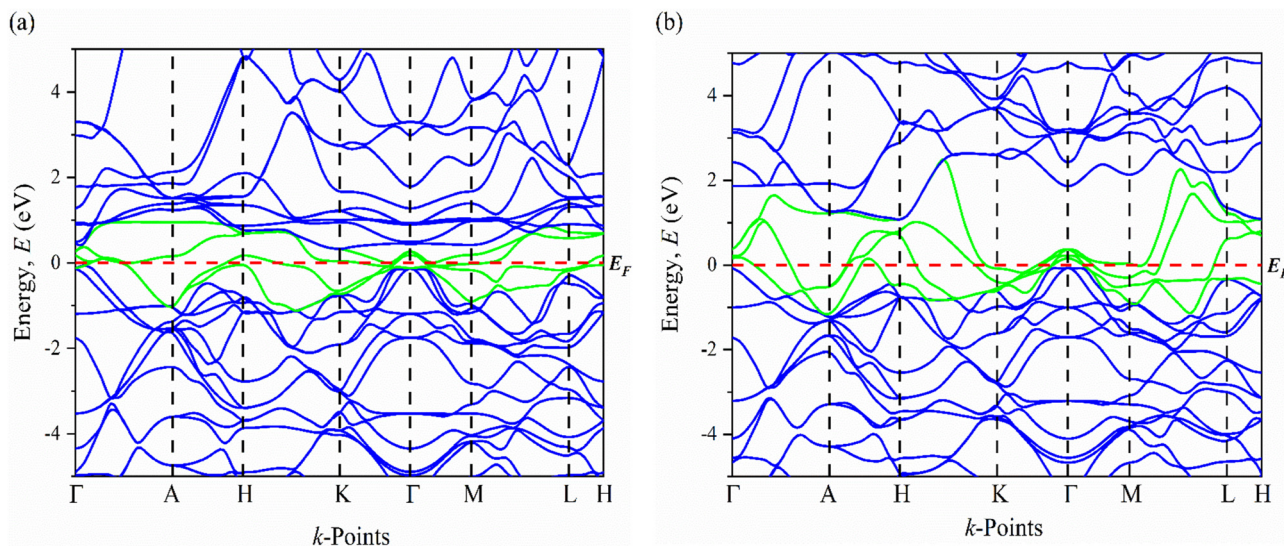 (a)
(b)
Energy, E (eV)
4
2
0
-2
-4
E_F
Γ A H K Γ M L H
k-Points
Energy, E (eV)
4
2
0
-2
-4
E
Γ A H K Γ M L H
k-Points